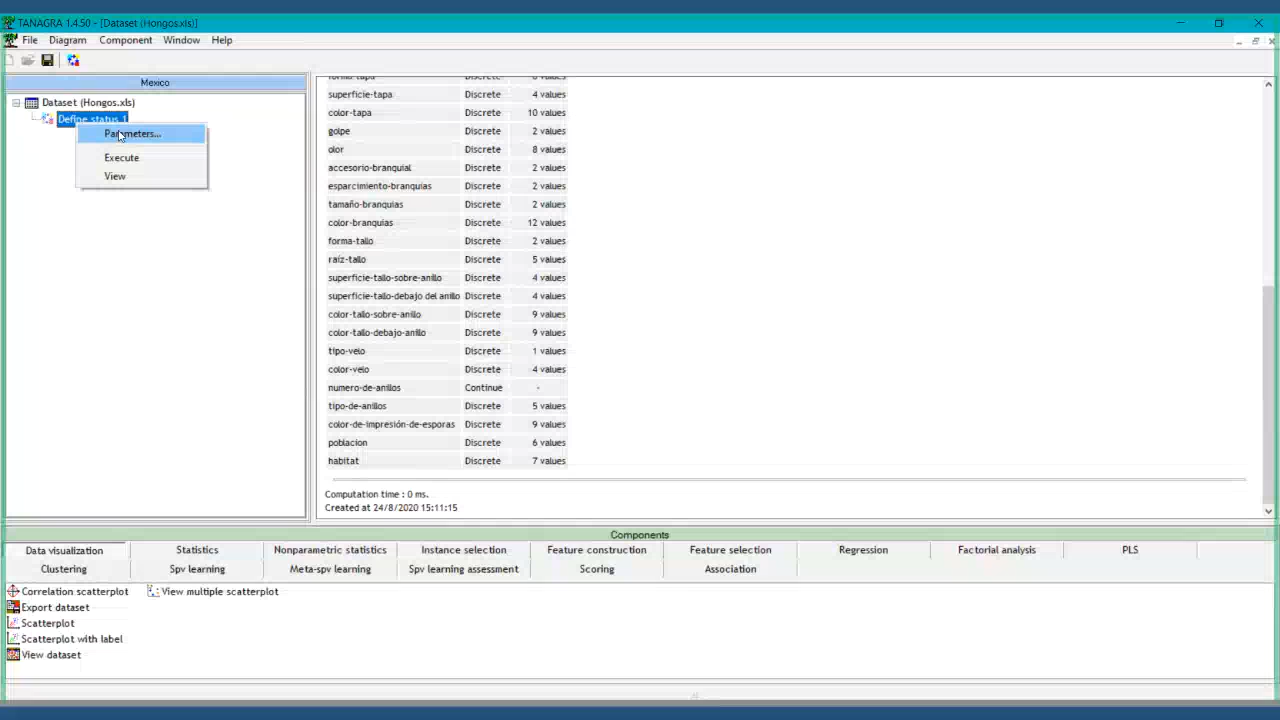 TANAGRA 1.4.50 - [Dataset (Hongos.xls)]
File Diagram Component Window Help
Mexico
Dataset (Hongos.xls)
Define status 1
Parameters...
Execute
View
forma-tapa Discrete 6 values
superficie-tapa Discrete 4 values
color-tapa Discrete 10 values
golpe Discrete 2 values
olor Discrete 8 values
accesorio-branquial Discrete 2 values
esparcimiento-branquias Discrete 2 values
tamaño-branquias Discrete 2 values
color-branquias Discrete 12 values
forma-tallo Discrete 2 values
raíz-tallo Discrete 5 values
superficie-tallo-sobre-anillo Discrete 4 values
superficie-tallo-debajo del anillo Discrete 4 values
color-tallo-sobre-anillo Discrete 9 values
color-tallo-debajo-anillo Discrete 9 values
tipo-velo Discrete 1 values
color-velo Discrete 4 values
numero-de-anillos Continue -
tipo-de-anillos Discrete 5 values
color-de-impresión-de-esporas Discrete 9 values
poblacion Discrete 6 values
habitat Discrete 7 values
Computation time : 0 ms.
Created at 24/8/2020 15:11:15
Components
Data visualization Statistics Nonparametric statistics Instance selection Feature construction Feature selection Regression Factorial analysis PLS
Clustering Spv learning Meta-spv learning Spv learning assessment Scoring Association
Correlation scatterplot View multiple scatterplot
Export dataset
Scatterplot
Scatterplot with label
View dataset